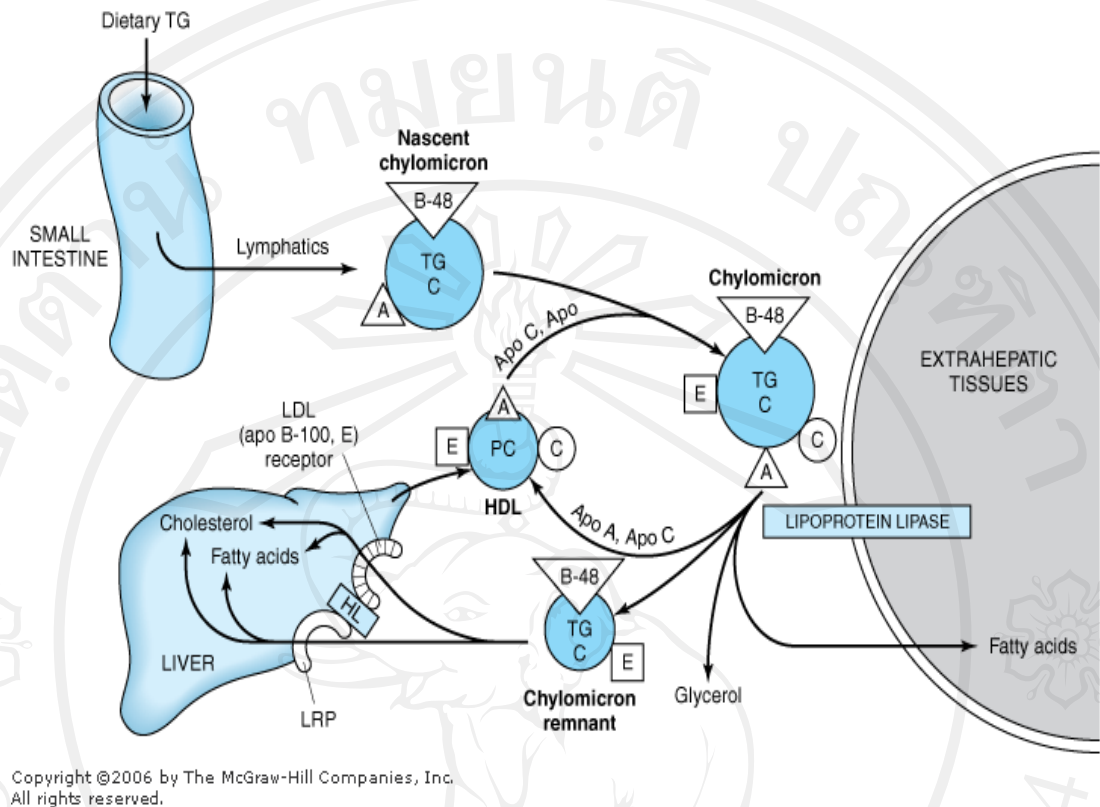 Dietary TG
SMALL
INTESTINE
Lymphatics
Nascent
chylomicron
B-48
TG
C
A
Apo C, Apo
Chylomicron
B-48
TG
C
E
C
A
EXTRAHEPATIC
TISSUES
LDL
(apo B-100, E)
receptor
A
E
PC
C
HDL
Apo A, Apo C
LIPOPROTEIN LIPASE
Cholesterol
Fatty acids
HL
LIVER
LRP
B-48
TG
C
E
Chylomicron
remnant
Glycerol
Fatty acids
Copyright ©2006 by The McGraw-Hill Companies, Inc.
All rights reserved.